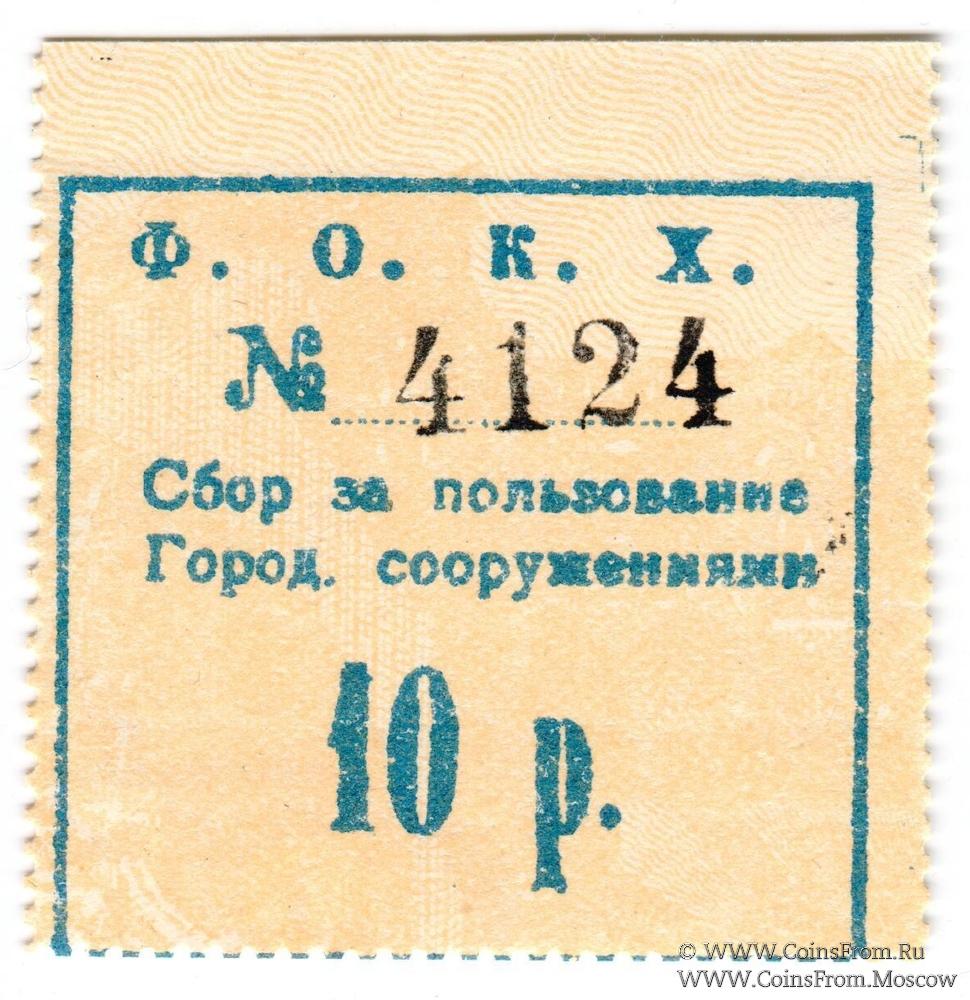 Ф. О. К. Х.
№ 4124
Сбор за пользование
Город. сооружениями
10 р.
© WWW.CoinsFrom.Ru
WWW.CoinsFrom.Moscow